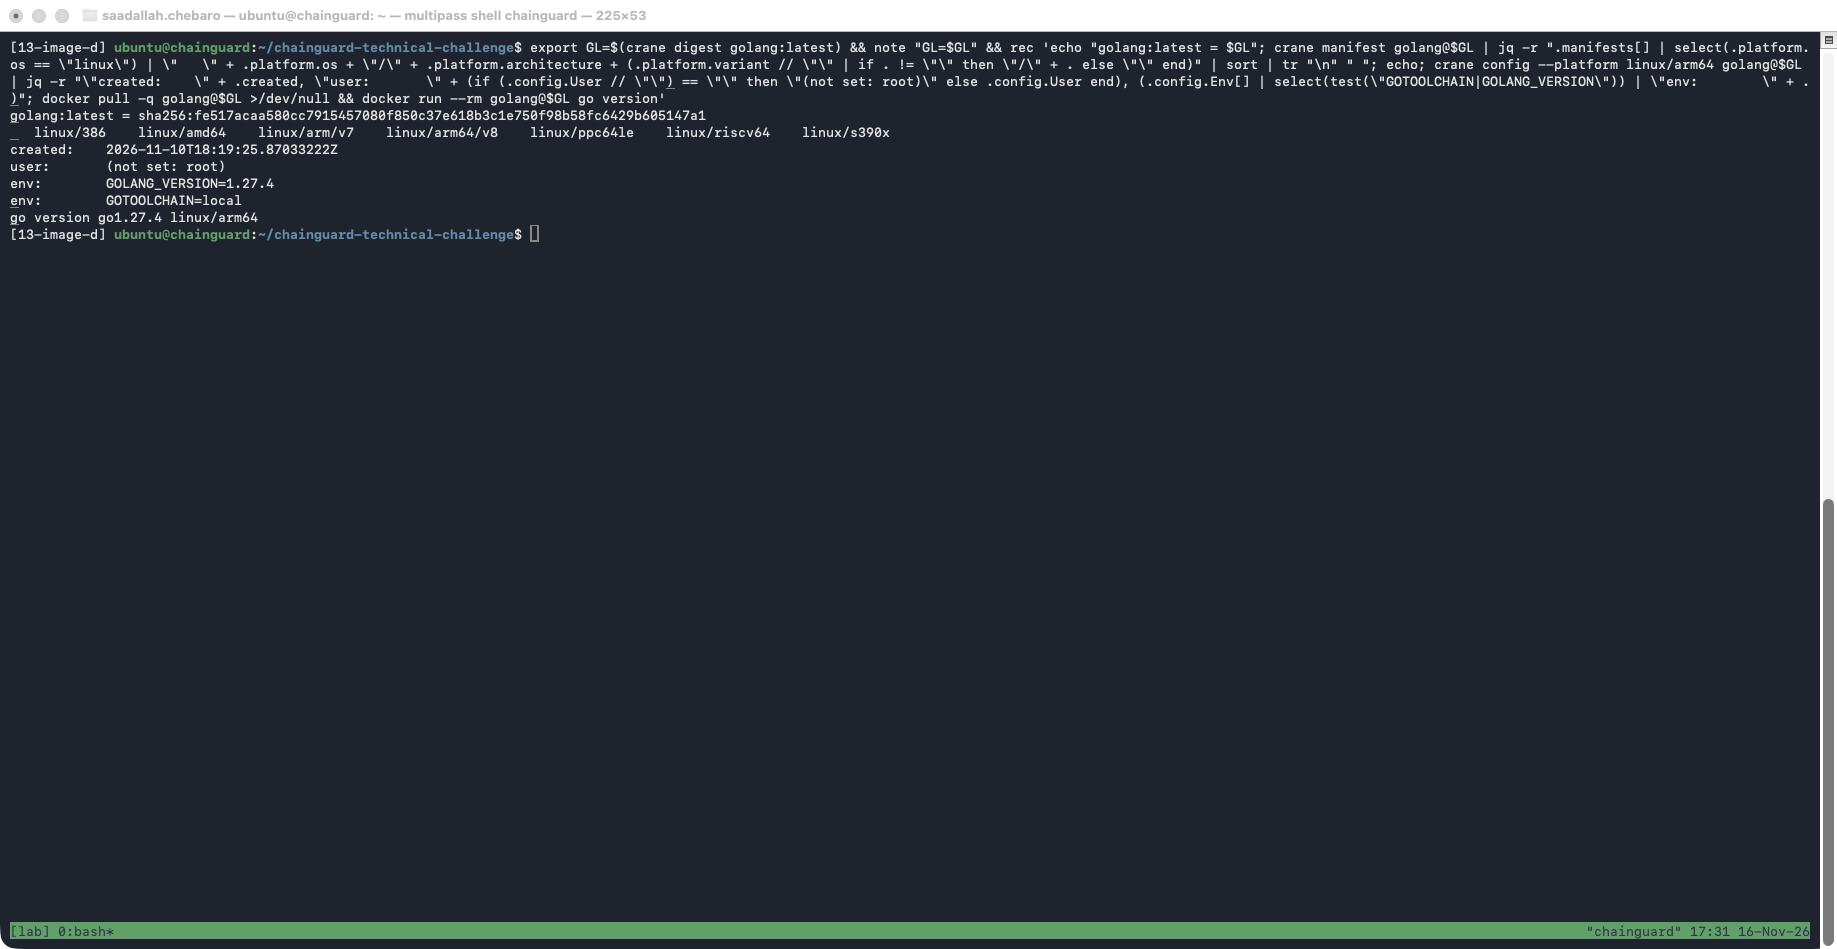 saadallah.chebaro — ubuntu@chainguard: ~ — multipass shell chainguard — 225×53
[13-image-d] ubuntu@chainguard:~/chainguard-technical-challenge$ export GL=$(crane digest golang:latest) && note "GL=$GL" && rec 'echo "golang:latest = $GL"; crane manifest golang@$GL | jq -r ".manifests[] | select(.platform.
os == \"linux\") | \"   \" + .platform.os + \"/\" + .platform.architecture + (.platform.variant // \"\" | if . != \"\" then \"/\" + . else \"\" end)" | sort | tr "\n" " "; echo; crane config --platform linux/arm64 golang@$GL
| jq -r "\"created:    \" + .created, \"user:       \" + (if (.config.User // \"\") == \"\" then \"(not set: root)\" else .config.User end), (.config.Env[] | select(test(\"GOTOOLCHAIN|GOLANG_VERSION\")) | \"env:        \" + .
)"; docker pull -q golang@$GL >/dev/null && docker run --rm golang@$GL go version'
golang:latest = sha256:fe517acaa580cc7915457080f850c37e618b3c1e750f98b58fc6429b605147a1
   linux/386    linux/amd64    linux/arm/v7    linux/arm64/v8    linux/ppc64le    linux/riscv64    linux/s390x
created:    2026-11-10T18:19:25.87033222Z
user:       (not set: root)
env:        GOLANG_VERSION=1.27.4
env:        GOTOOLCHAIN=local
go version go1.27.4 linux/arm64
[13-image-d] ubuntu@chainguard:~/chainguard-technical-challenge$
[lab] 0:bash* "chainguard" 17:31 16-Nov-26